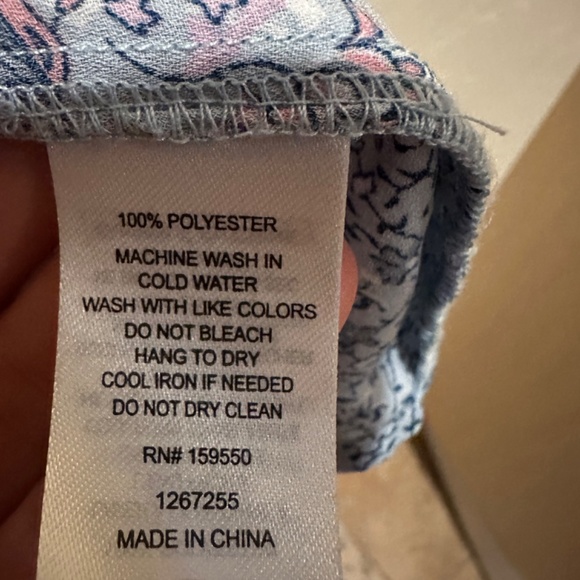 100% POLYESTER
MACHINE WASH IN
COLD WATER
WASH WITH LIKE COLORS
DO NOT BLEACH
HANG TO DRY
COOL IRON IF NEEDED
DO NOT DRY CLEAN
RN# 159550
1267255
MADE IN CHINA